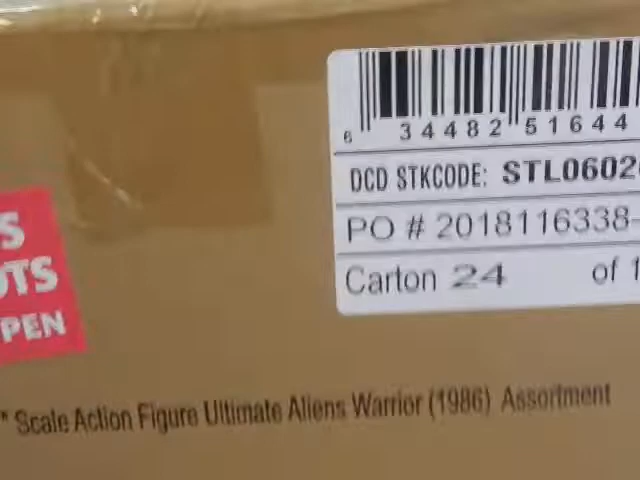 6 34482 51644
DCD STKCODE: STL0602
PO # 2018116338-
Carton 24 of 1
S
OTS
PEN
" Scale Action Figure Ultimate Aliens Warrior (1986) Assortment